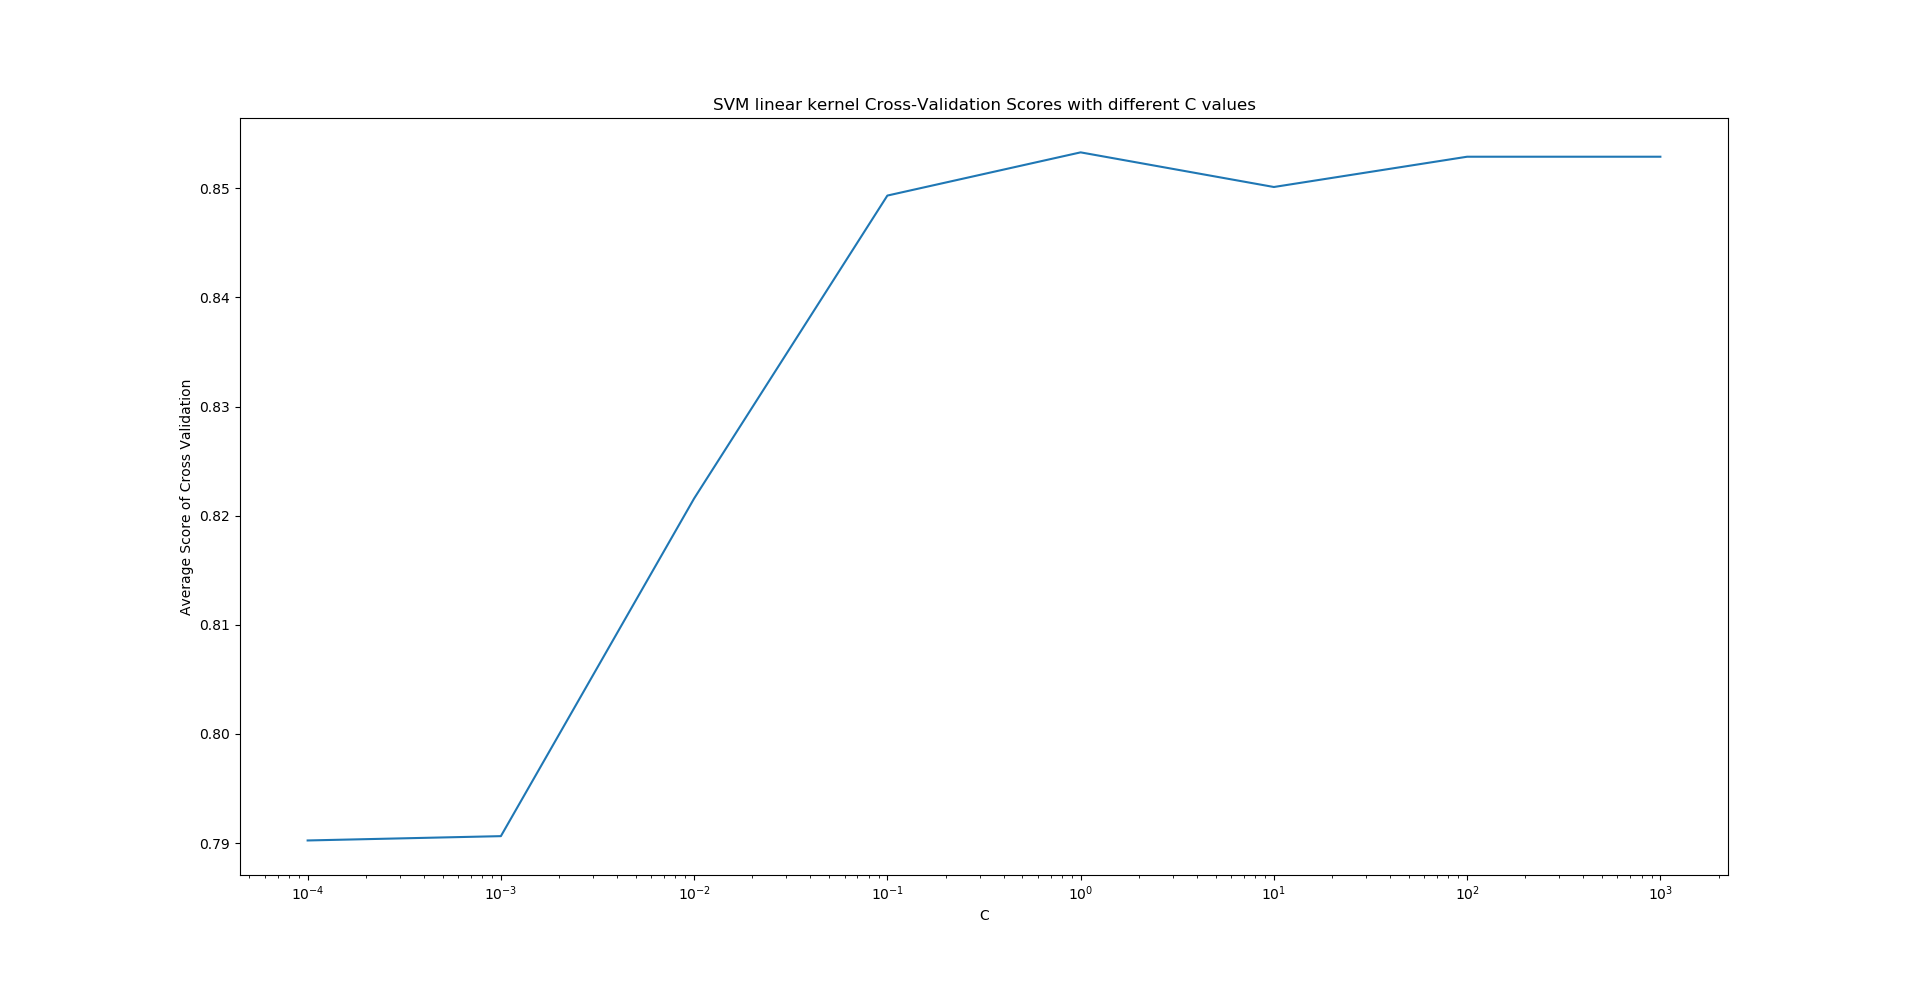 SVM linear kernel Cross-Validation Scores with different C values
0.85
0.84
0.83
0.82
0.81
0.80
0.79
Average Score of Cross Validation
10⁻⁴ 10⁻³ 10⁻² 10⁻¹ 10⁰ 10¹ 10² 10³
C